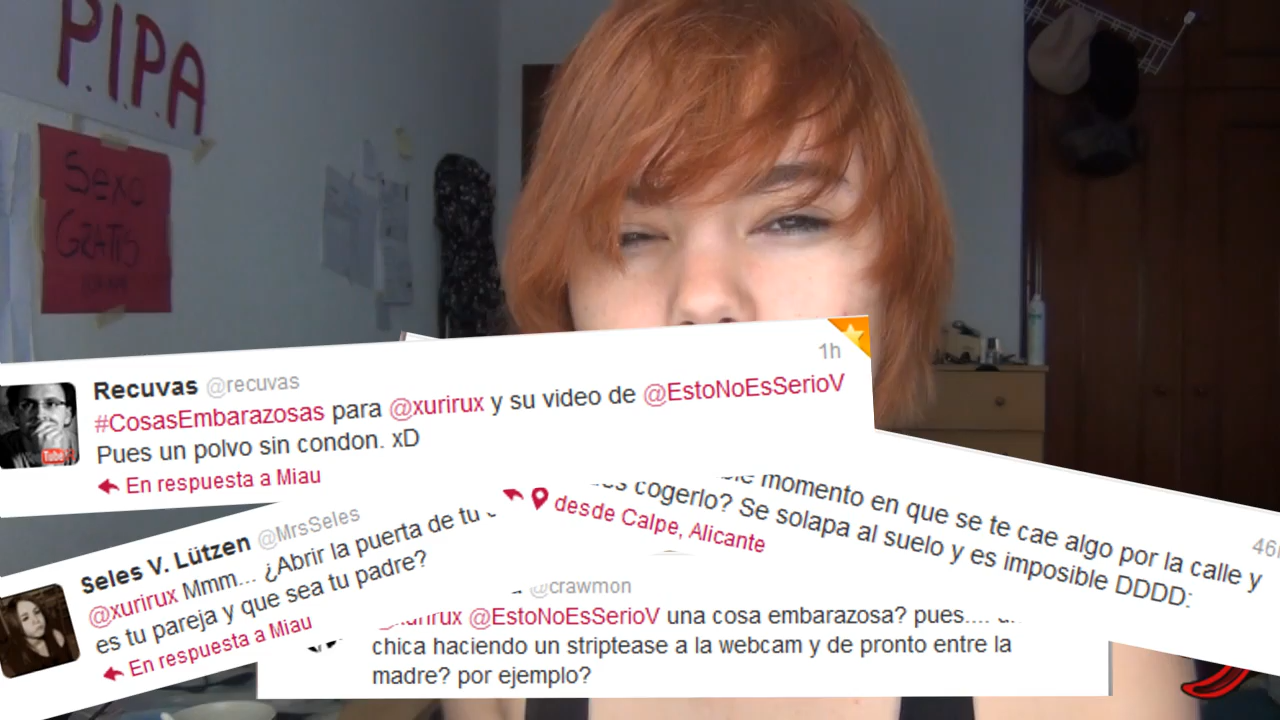 P.I.P.A
Sexo
GRATIS
1h
Recuvas @recuvas
#CosasEmbarazosas para @xurirux y su video de @EstoNoEsSerioV
Pues un polvo sin condon. xD
En respuesta a Miau
46m
momento en que se te cae algo por la calle y
cogerlo? Se solapa al suelo y es imposible DDDD:
desde Calpe, Alicante
Seles V. Lützen @MrsSeles
@xurirux Mmm... ¿Abrir la puerta de tu
es tu pareja y que sea tu padre?
En respuesta a Miau
@crawmon
@xurirux @EstoNoEsSerioV una cosa embarazosa? pues....
chica haciendo un striptease a la webcam y de pronto entre la
madre? por ejemplo?
Tube